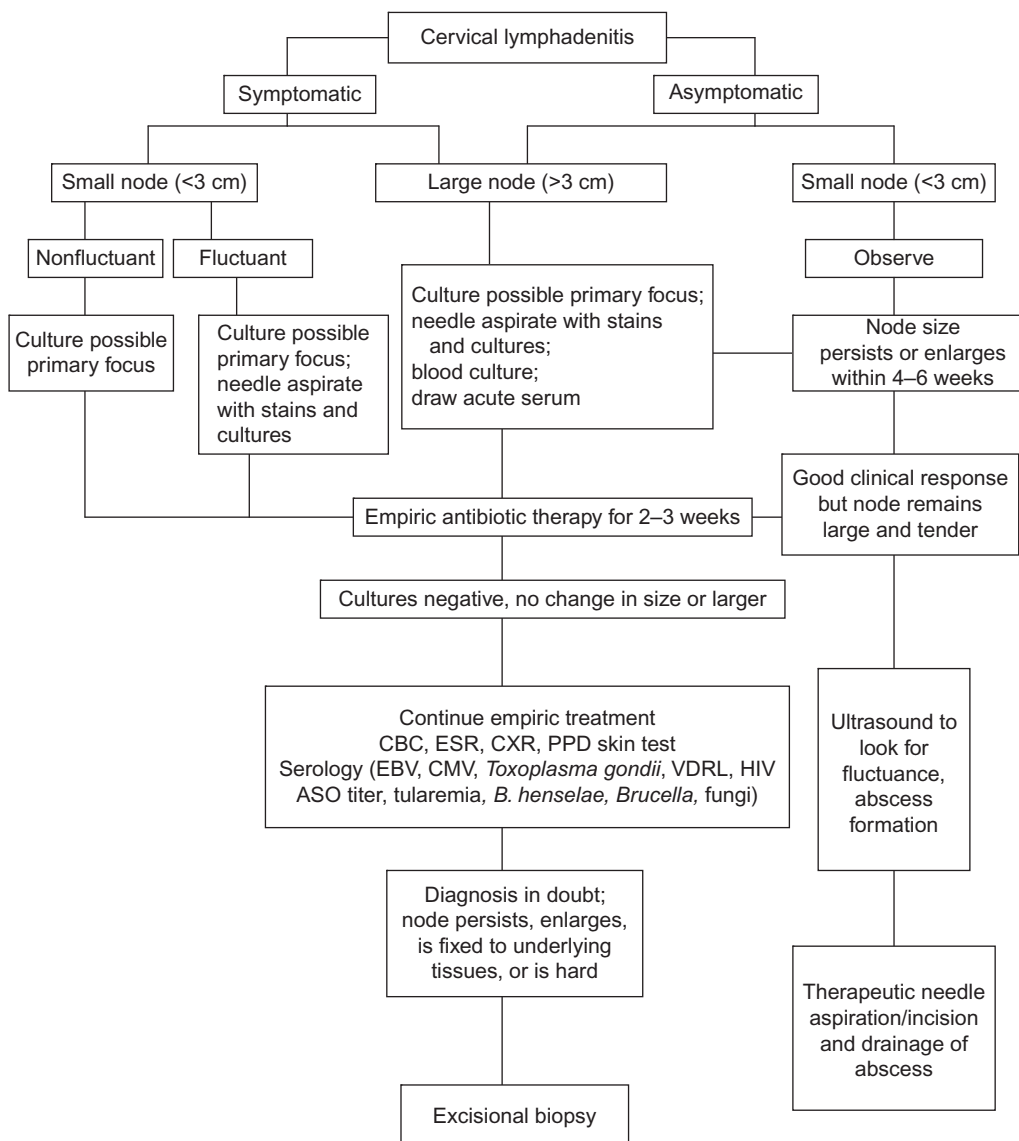 Cervical lymphadenitis
Symptomatic
Asymptomatic
Small node (<3 cm)
Large node (>3 cm)
Small node (<3 cm)
Nonfluctuant
Fluctuant
Observe
Culture possible
primary focus
Culture possible
primary focus;
needle aspirate
with stains and
cultures
Culture possible primary focus;
needle aspirate with stains
and cultures;
blood culture;
draw acute serum
Node size
persists or enlarges
within 4–6 weeks
Good clinical response
but node remains
large and tender
Empiric antibiotic therapy for 2–3 weeks
Cultures negative, no change in size or larger
Continue empiric treatment
CBC, ESR, CXR, PPD skin test
Serology (EBV, CMV, Toxoplasma gondii, VDRL, HIV
ASO titer, tularemia, B. henselae, Brucella, fungi)
Ultrasound to
look for
fluctuance,
abscess
formation
Diagnosis in doubt;
node persists, enlarges,
is fixed to underlying
tissues, or is hard
Therapeutic needle
aspiration/incision
and drainage of
abscess
Excisional biopsy